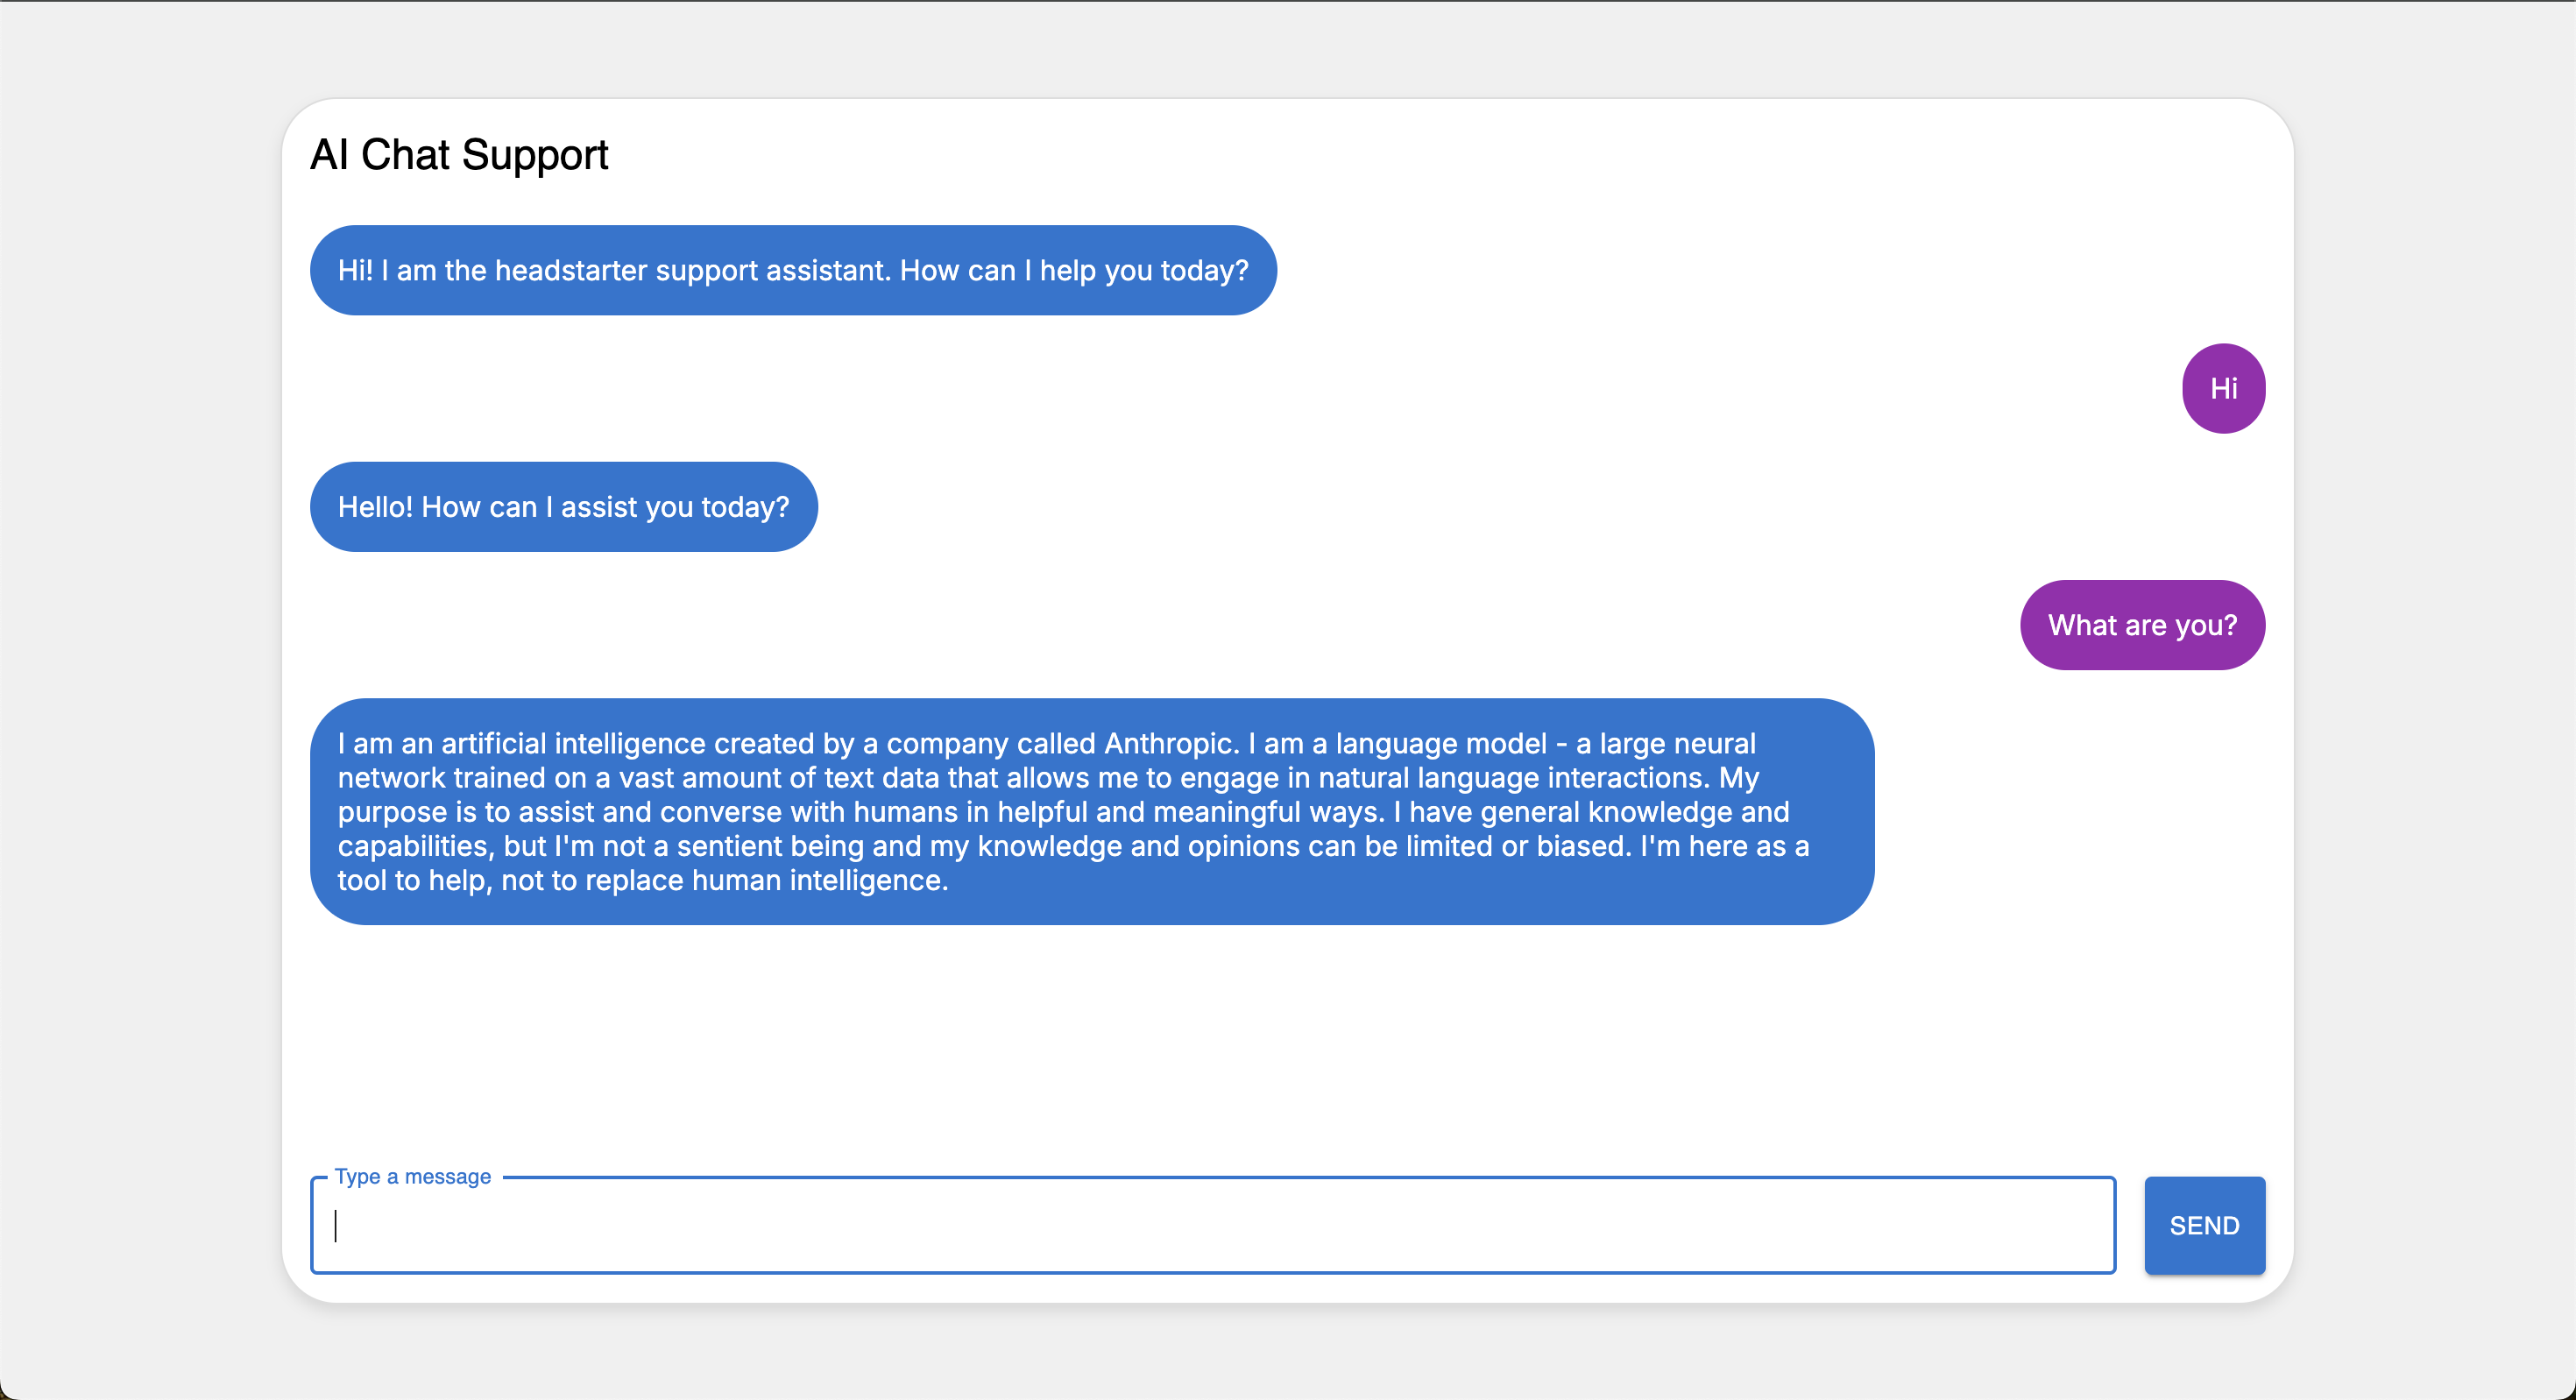 AI Chat Support
Hi! I am the headstarter support assistant. How can I help you today?
Hi
Hello! How can I assist you today?
What are you?
I am an artificial intelligence created by a company called Anthropic. I am a language model - a large neural
network trained on a vast amount of text data that allows me to engage in natural language interactions. My
purpose is to assist and converse with humans in helpful and meaningful ways. I have general knowledge and
capabilities, but I'm not a sentient being and my knowledge and opinions can be limited or biased. I'm here as a
tool to help, not to replace human intelligence.
Type a message
SEND